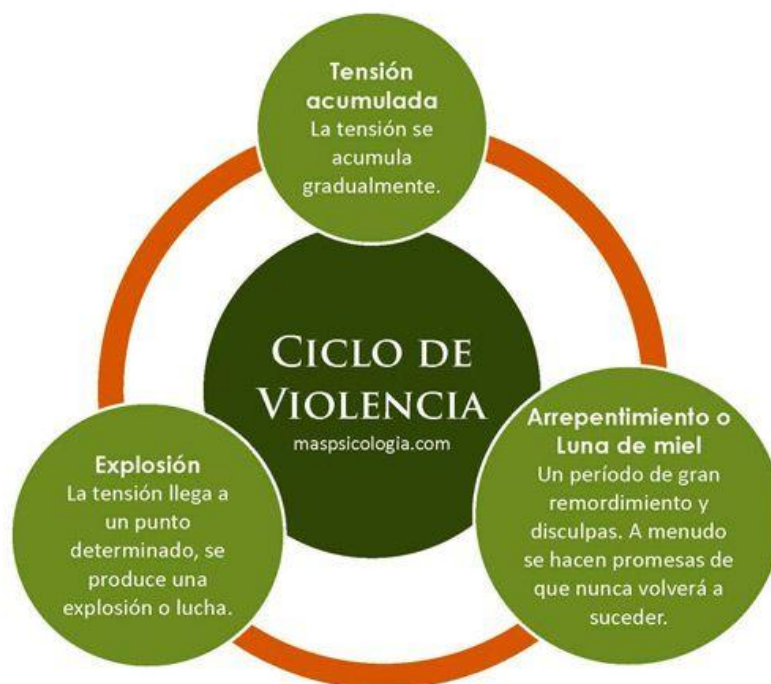 Tensión
acumulada
La tensión se
acumula
gradualmente.
CICLO DE
VIOLENCIA
maspsicologia.com
Explosión
La tensión llega a
un punto
determinado, se
produce una
explosión o lucha.
Arrepentimiento o
Luna de miel
Un período de gran
remordimiento y
disculpas. A menudo
se hacen promesas de
que nunca volverá a
suceder.